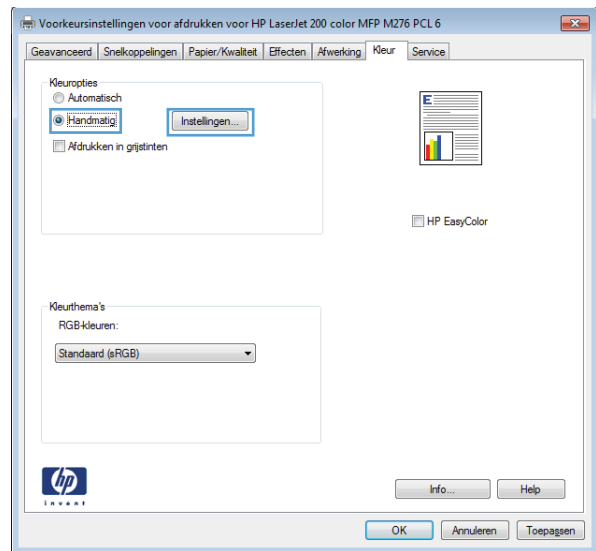 Voorkeursinstellingen voor afdrukken voor HP LaserJet 200 color MFP M276 PCL 6
Geavanceerd Snelkoppelingen Papier/Kwaliteit Effecten Afwerking Kleur Service
Kleuropties
Automatisch
Handmatig Instellingen...
Afdrukken in grijstinten
E
HP EasyColor
Kleurthema's
RGB-kleuren:
Standaard (sRGB)
hp
invent
Info... Help
OK Annuleren Toepassen